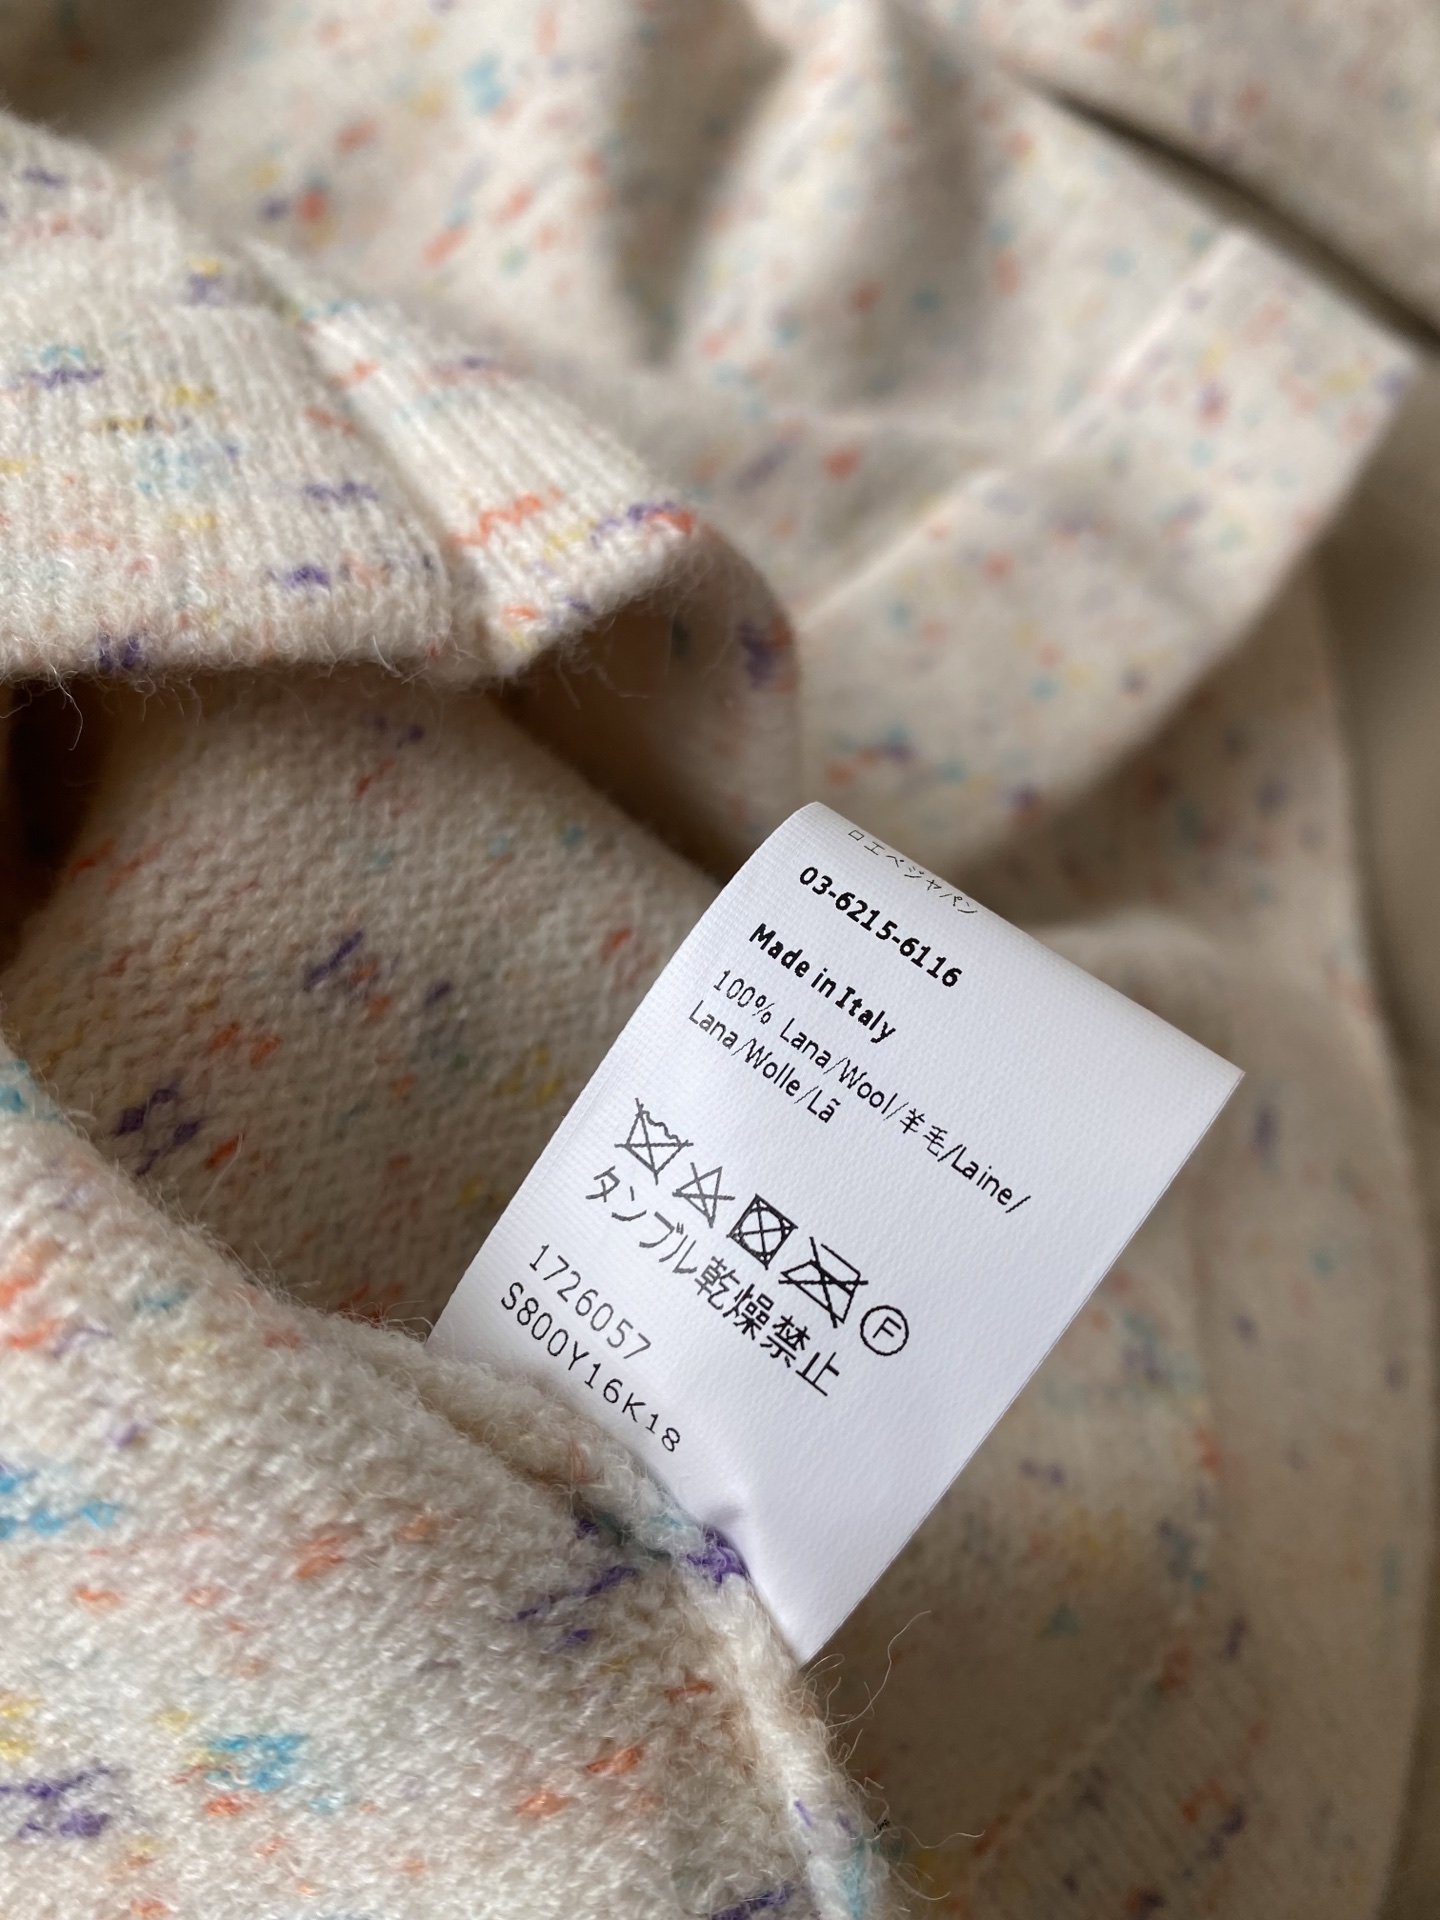 ロエベジャパン
03-6215-6116
Made in Italy
100% Lana/Wool/羊毛/Laine/
Lana/Wolle/Lã
F
タンブル乾燥禁止
1726057
S800Y16K18